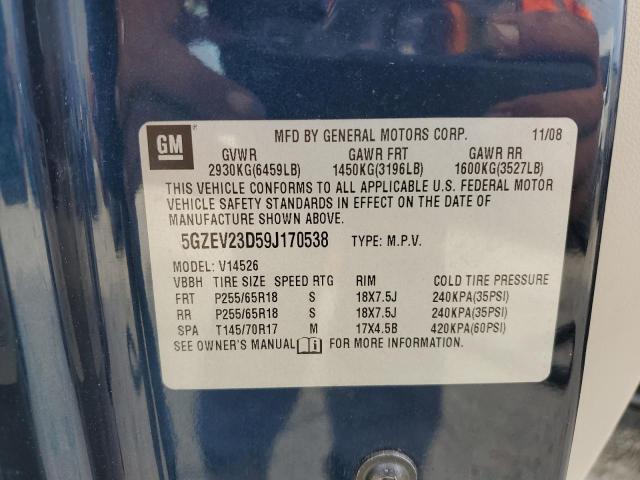 GM ®
MFD BY GENERAL MOTORS CORP. 11/08
GVWR GAWR FRT GAWR RR
2930KG(6459LB) 1450KG(3196LB) 1600KG(3527LB)
THIS VEHICLE CONFORMS TO ALL APPLICABLE U.S. FEDERAL MOTOR
VEHICLE SAFETY STANDARDS IN EFFECT ON THE DATE OF
MANUFACTURE SHOWN ABOVE.
5GZEV23D59J170538 TYPE: M.P.V.
MODEL: V14526
VBBH TIRE SIZE SPEED RTG RIM COLD TIRE PRESSURE
FRT P255/65R18 S 18X7.5J 240KPA(35PSI)
RR P255/65R18 S 18X7.5J 240KPA(35PSI)
SPA T145/70R17 M 17X4.5B 420KPA(60PSI)
SEE OWNER'S MANUAL FOR MORE INFORMATION.